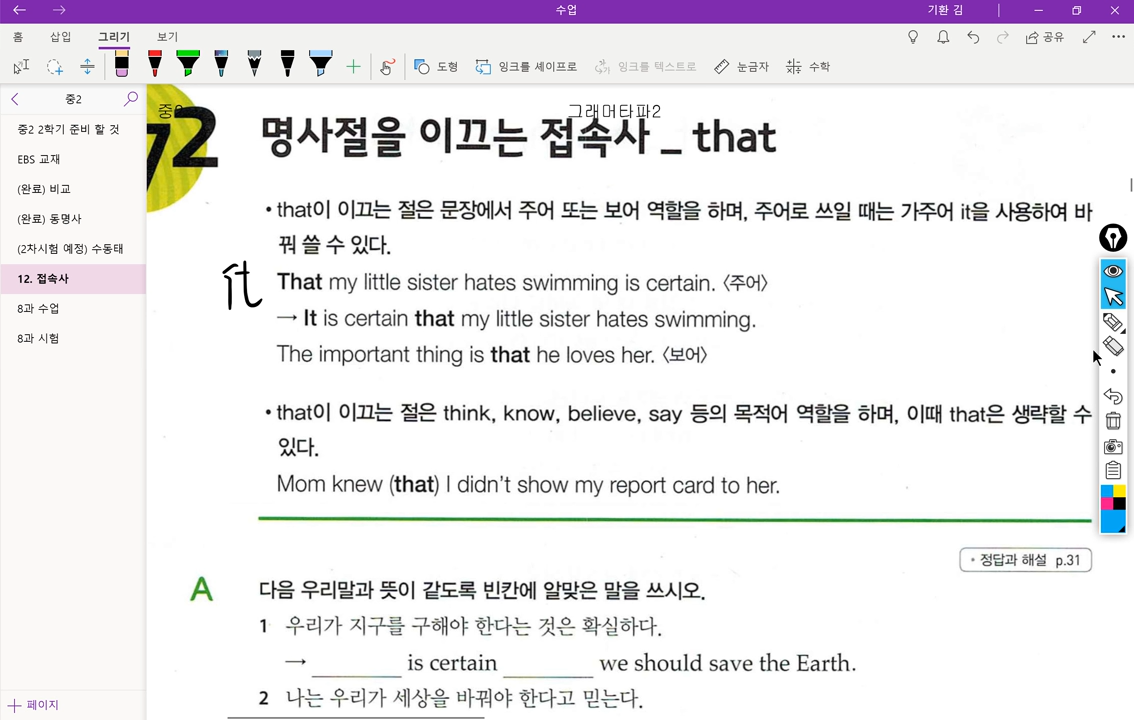 수업
기환 김
홈 삽입 그리기 보기
공유
도형 잉크를 셰이프로 잉크를 텍스트로 눈금자 수학
중2
중2 2학기 준비 할 것
EBS 교재
(완료) 비교
(완료) 동명사
(2차시험 예정) 수동태
12. 접속사
8과 수업
8과 시험
페이지
그래머타파2
72 명사절을 이끄는 접속사 _ that
• that이 이끄는 절은 문장에서 주어 또는 보어 역할을 하며, 주어로 쓰일 때는 가주어 it을 사용하여 바
꿔 쓸 수 있다.
it
That my little sister hates swimming is certain. 〈주어〉
→ It is certain that my little sister hates swimming.
The important thing is that he loves her. 〈보어〉
• that이 이끄는 절은 think, know, believe, say 등의 목적어 역할을 하며, 이때 that은 생략할 수
있다.
Mom knew (that) I didn't show my report card to her.
• 정답과 해설 p.31
A 다음 우리말과 뜻이 같도록 빈칸에 알맞은 말을 쓰시오.
1 우리가 지구를 구해야 한다는 것은 확실하다.
→ ________ is certain ________ we should save the Earth.
2 나는 우리가 세상을 바꿔야 한다고 믿는다.